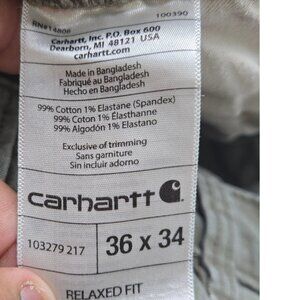 RN#14806
100390
Carhartt, Inc. P.O. Box 600
Dearborn, MI 48121 USA
carhartt.com
Made in Bangladesh
Fabriqué au Bangladesh
Hecho en Bangladesh
99% Cotton 1% Elastane (Spandex)
99% Coton 1% Élasthanne
99% Algodón 1% Elastano
Exclusive of trimming
Sans garniture
Sin incluir adorno
carhartt
103279 217
36 x 34
RELAXED FIT